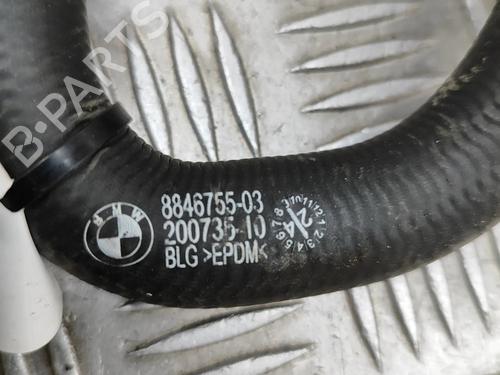 B-PARTS
BMW
8846755-03
200735-10
BLG >EPDM<